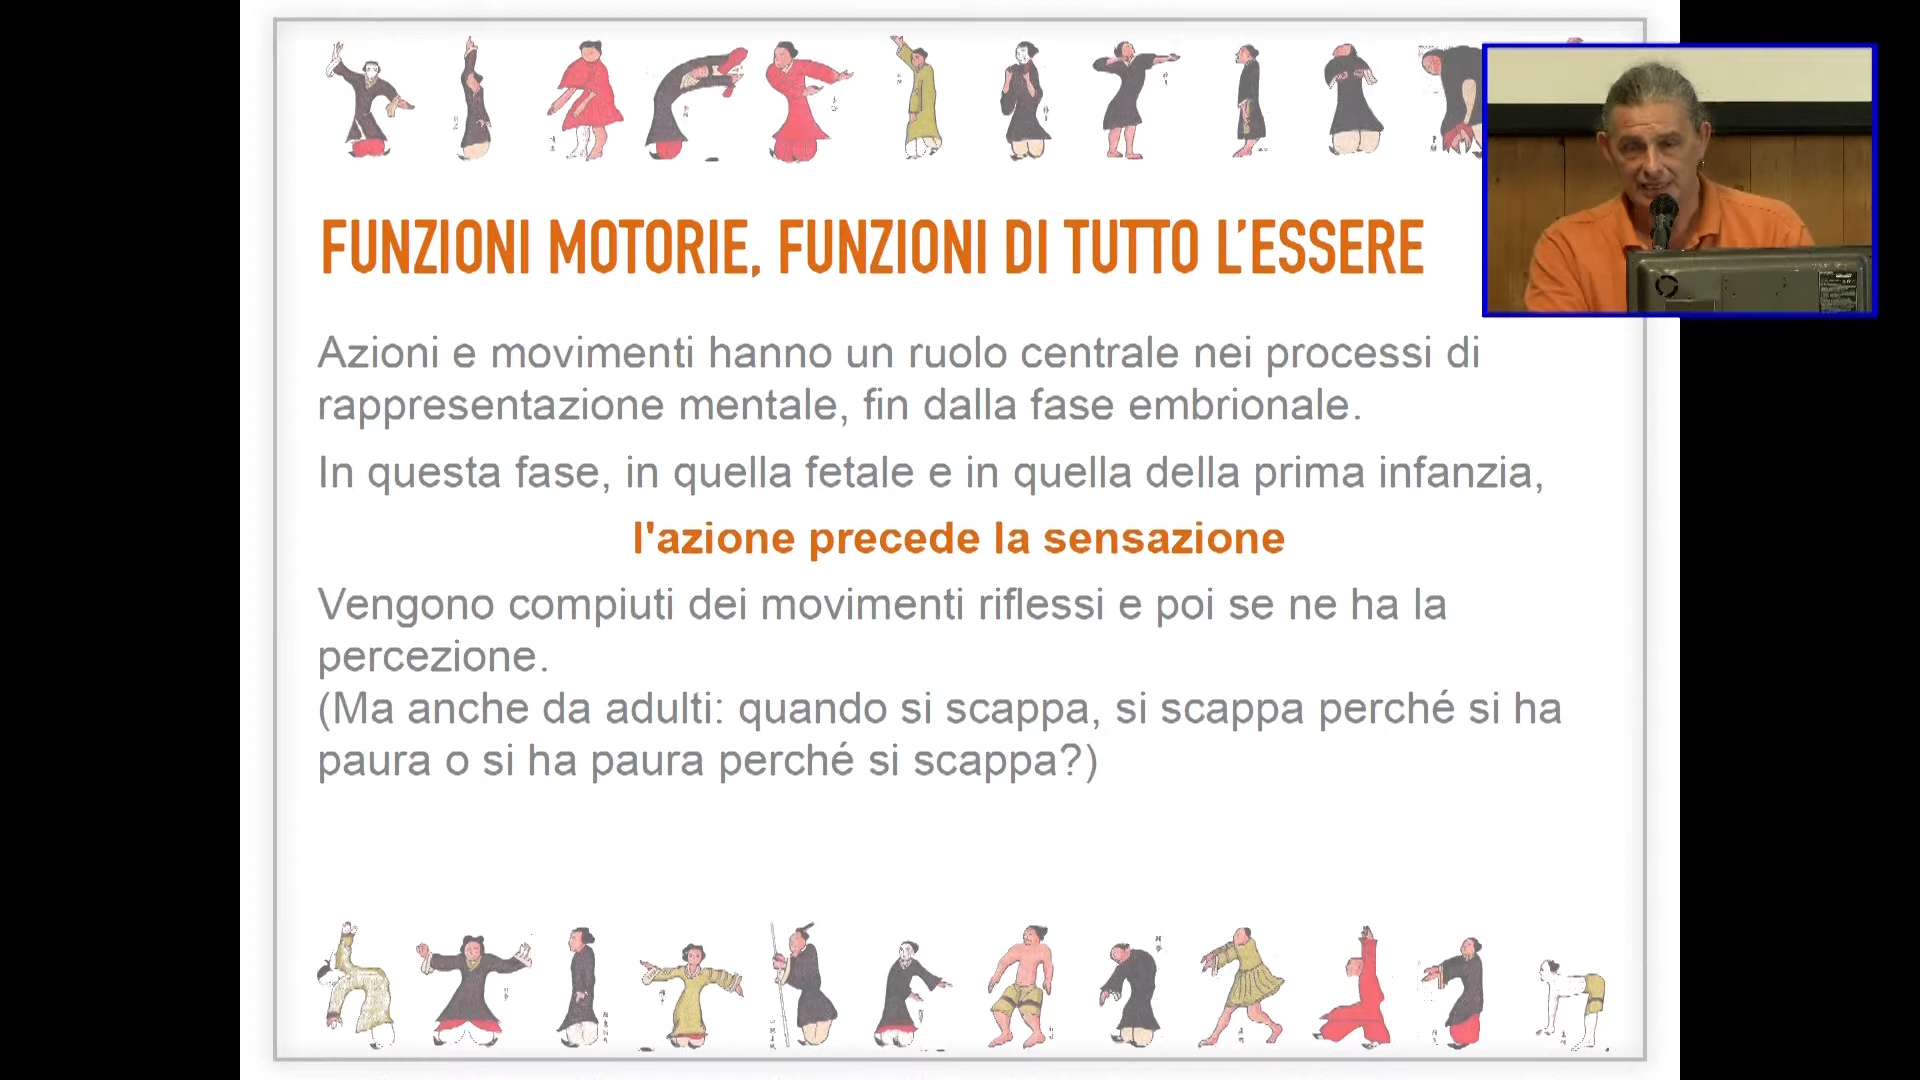 FUNZIONI MOTORIE, FUNZIONI DI TUTTO L'ESSERE
Azioni e movimenti hanno un ruolo centrale nei processi di
rappresentazione mentale, fin dalla fase embrionale.
In questa fase, in quella fetale e in quella della prima infanzia,
l'azione precede la sensazione
Vengono compiuti dei movimenti riflessi e poi se ne ha la
percezione.
(Ma anche da adulti: quando si scappa, si scappa perché si ha
paura o si ha paura perché si scappa?)